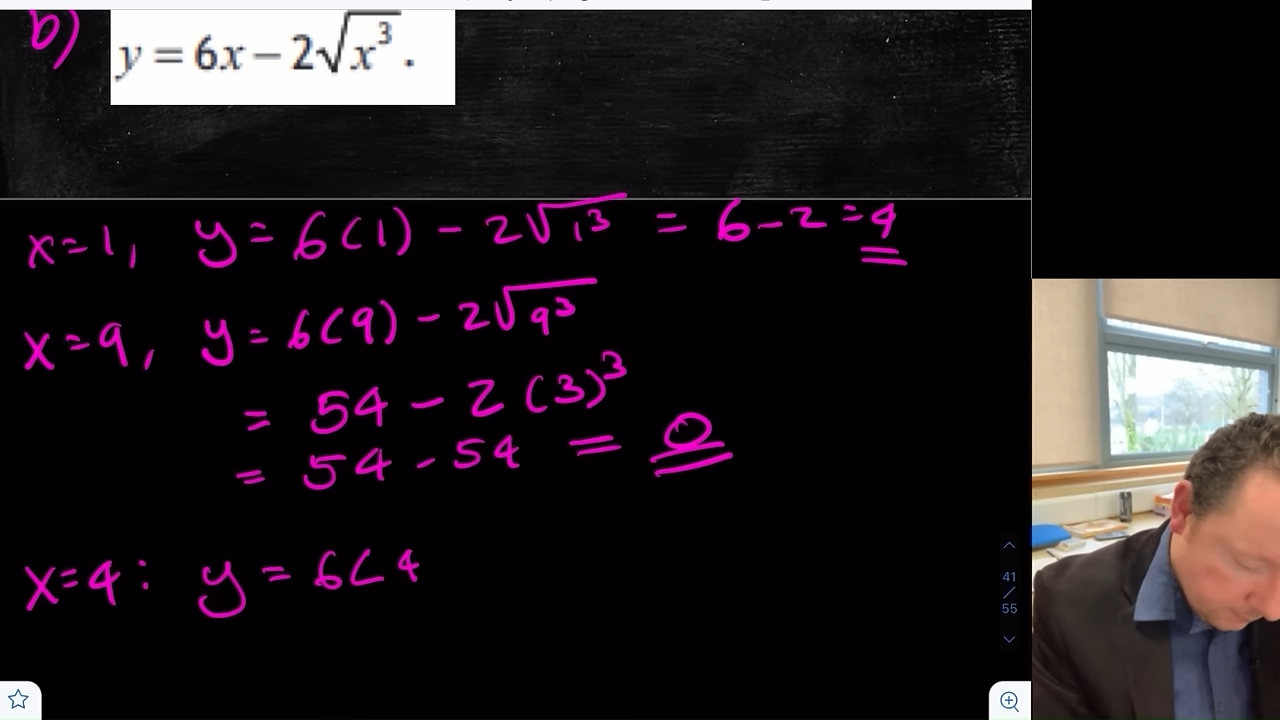 b)
y = 6x − 2√x³.
x=1, y = 6(1) − 2√1³ = 6−2=4
x=9, y = 6(9) − 2√9³
= 54 − 2(3)³
= 54 − 54 = 0
x=4: y = 6(4
41
/
55